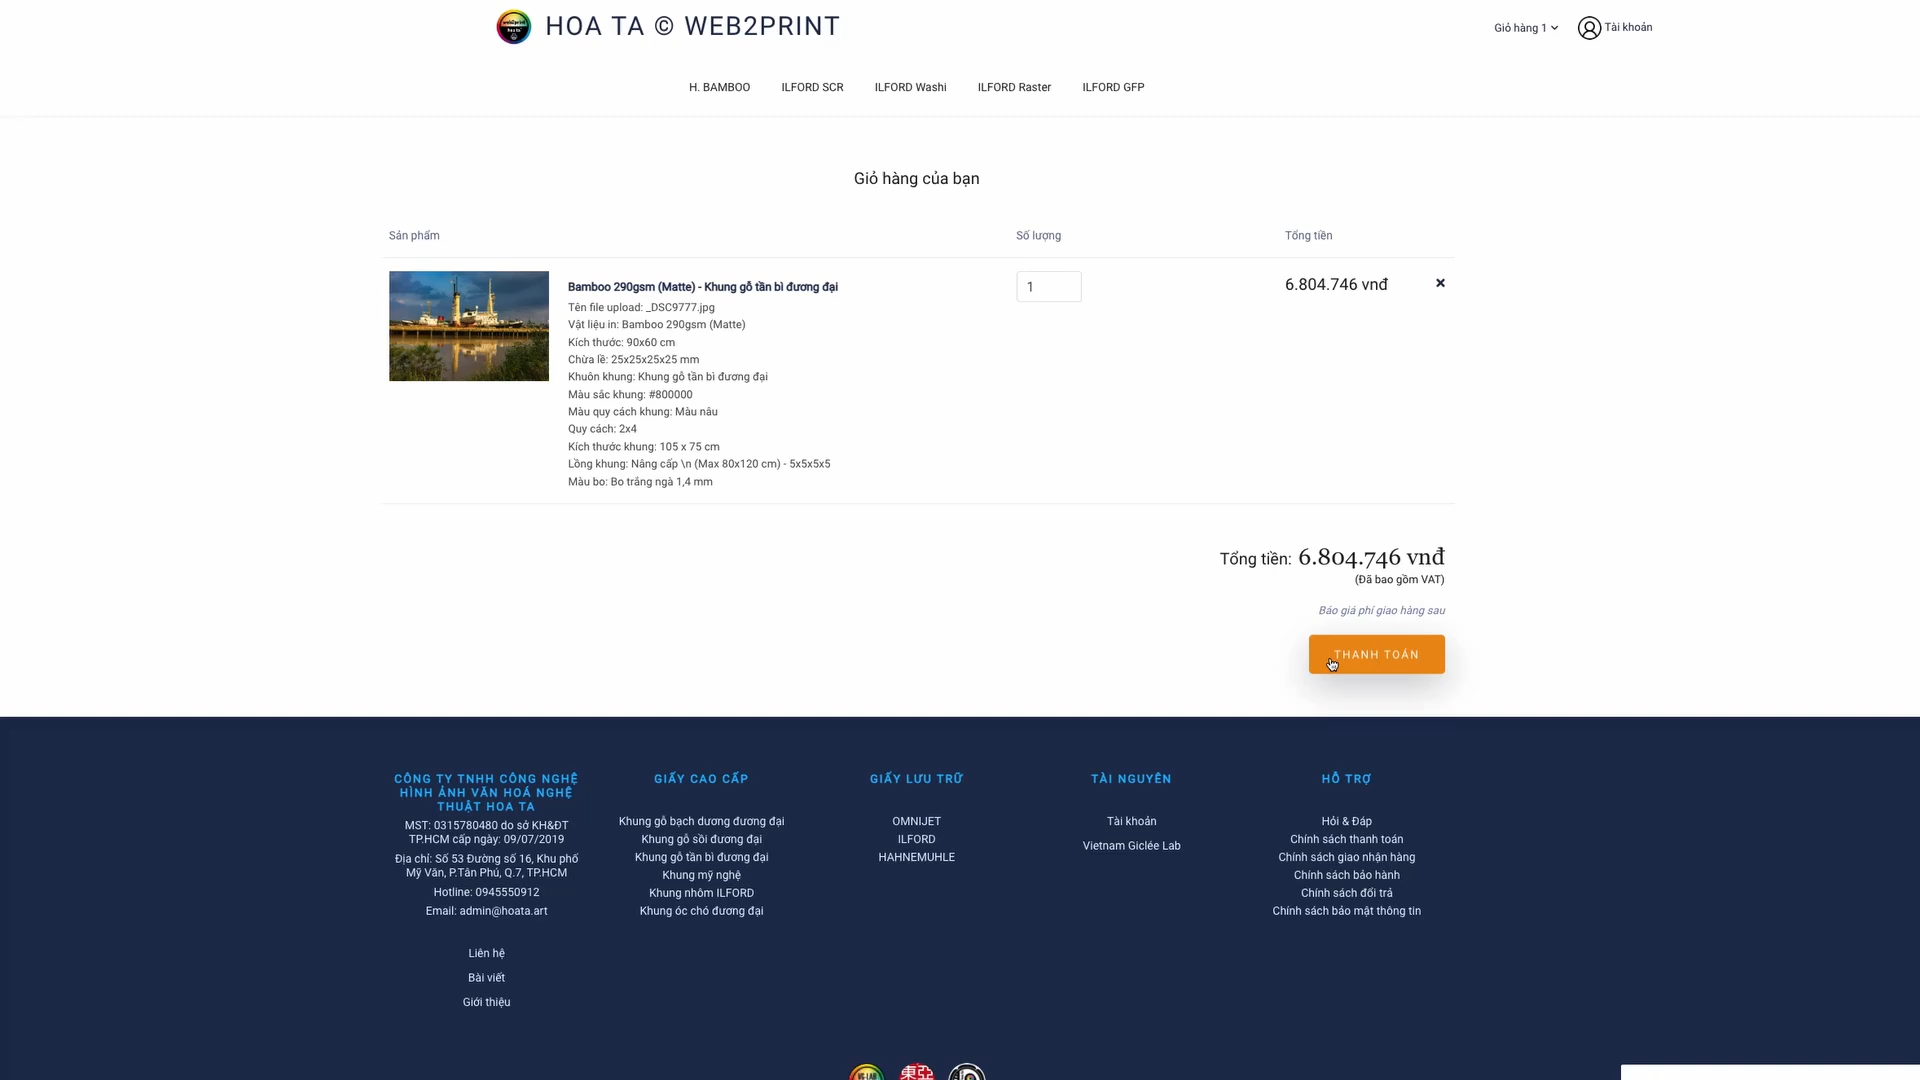 HOA TA © WEB2PRINT
Giỏ hàng 1
Tài khoản
H. BAMBOO
ILFORD SCR
ILFORD Washi
ILFORD Raster
ILFORD GFP
Giỏ hàng của bạn
Sản phẩm
Số lượng
Tổng tiền
Bamboo 290gsm (Matte) - Khung gỗ tần bì đương đại
Tên file upload: _DSC9777.jpg
Vật liệu in: Bamboo 290gsm (Matte)
Kích thước: 90x60 cm
Chừa lề: 25x25x25x25 mm
Khuôn khung: Khung gỗ tần bì đương đại
Màu sắc khung: #800000
Màu quy cách khung: Màu nâu
Quy cách: 2x4
Kích thước khung: 105 x 75 cm
Lồng khung: Nâng cấp \n (Max 80x120 cm) - 5x5x5x5
Màu bo: Bo trắng ngà 1,4 mm
1
6.804.746 vnđ
Tổng tiền: 6.804.746 vnđ
(Đã bao gồm VAT)
Báo giá phí giao hàng sau
THANH TOÁN
CÔNG TY TNHH CÔNG NGHỆ
HÌNH ẢNH VĂN HOÁ NGHỆ
THUẬT HOA TA
MST: 0315780480 do sở KH&ĐT
TP.HCM cấp ngày: 09/07/2019
Địa chỉ: Số 53 Đường số 16, Khu phố
Mỹ Văn, P.Tân Phú, Q.7, TP.HCM
Hotline: 0945550912
Email: admin@hoata.art
Liên hệ
Bài viết
Giới thiệu
GIẤY CAO CẤP
Khung gỗ bạch dương đương đại
Khung gỗ sồi đương đại
Khung gỗ tần bì đương đại
Khung mỹ nghệ
Khung nhôm ILFORD
Khung óc chó đương đại
GIẤY LƯU TRỮ
OMNIJET
ILFORD
HAHNEMUHLE
TÀI NGUYÊN
Tài khoản
Vietnam Giclée Lab
HỖ TRỢ
Hỏi & Đáp
Chính sách thanh toán
Chính sách giao nhận hàng
Chính sách bảo hành
Chính sách đổi trả
Chính sách bảo mật thông tin
東亞